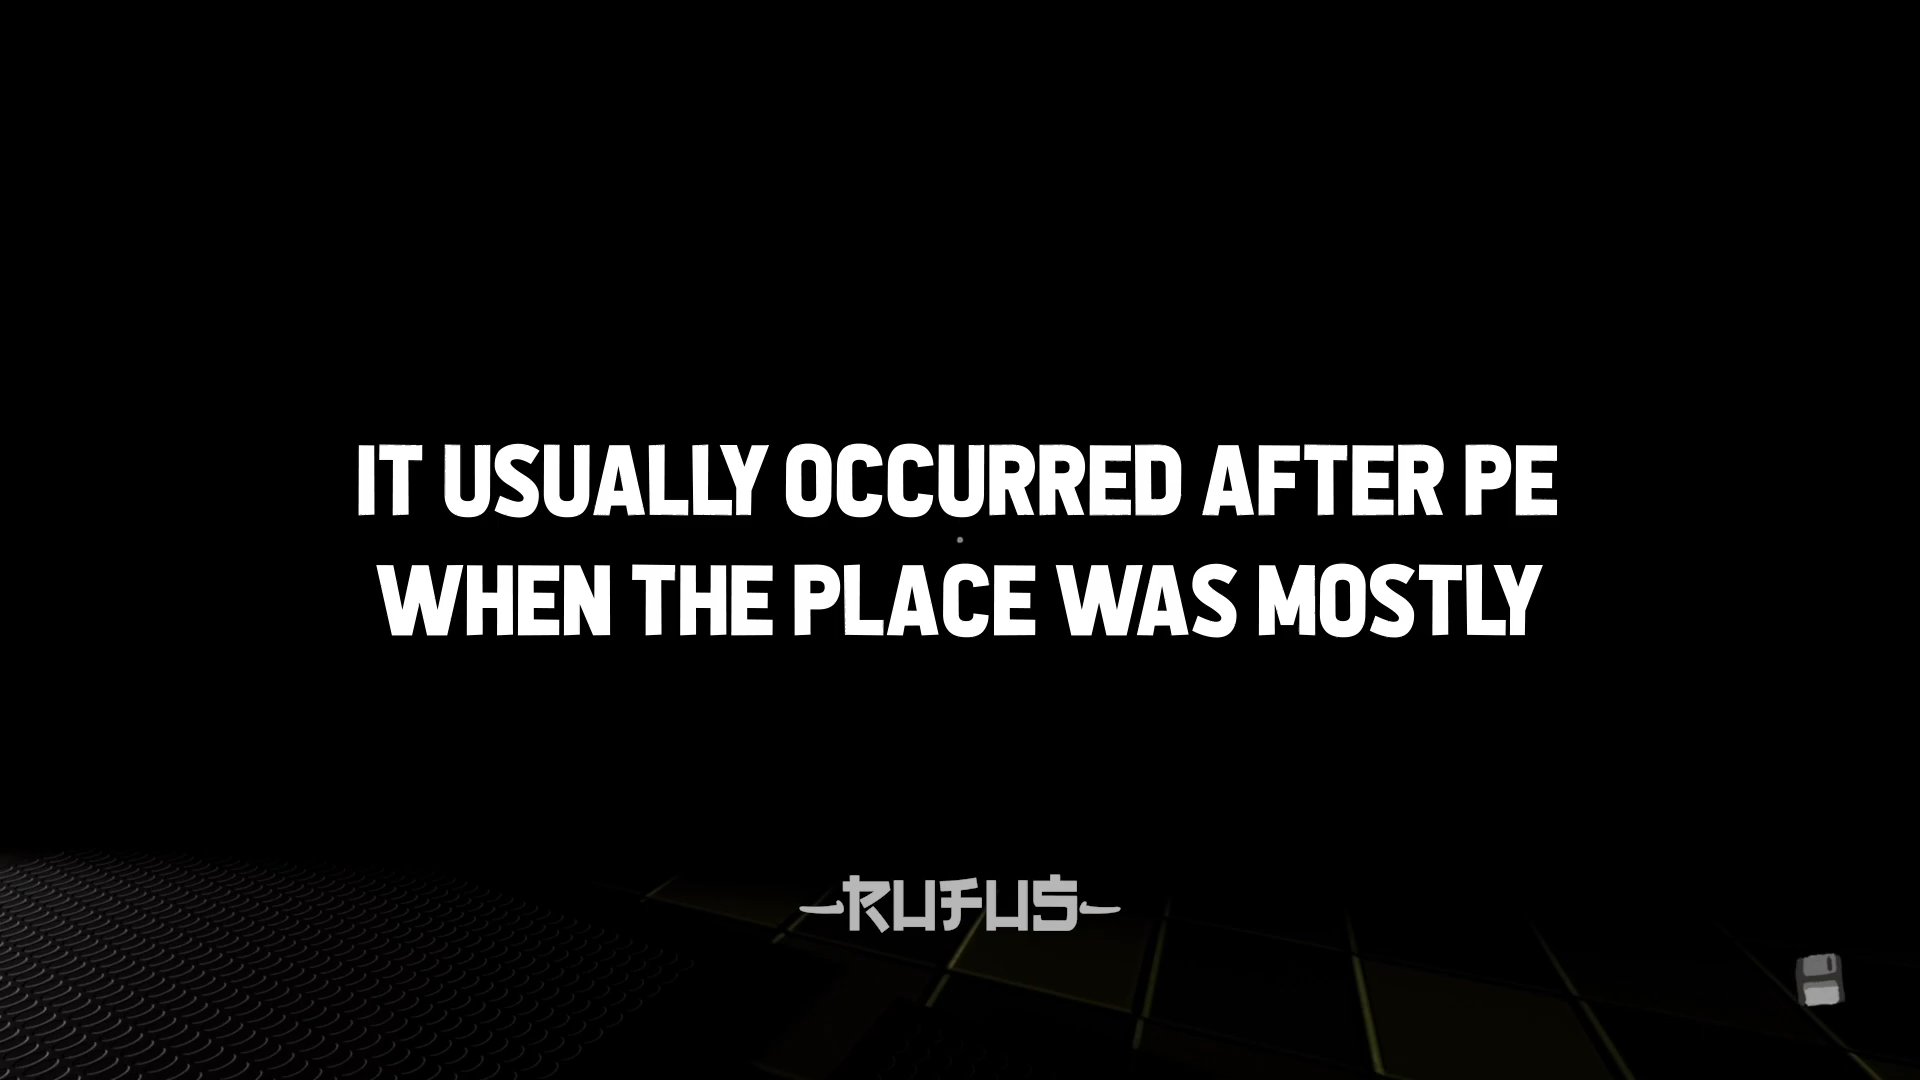 IT USUALLY OCCURRED AFTER PE
WHEN THE PLACE WAS MOSTLY
-RUFUS-